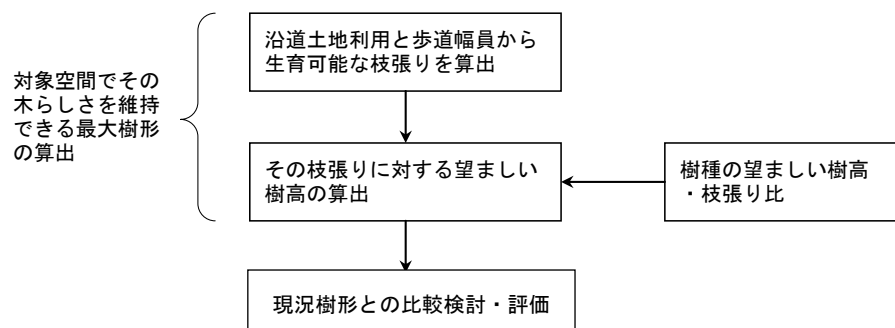 沿道土地利用と歩道幅員から
生育可能な枝張りを算出
対象空間でその
木らしさを維持
できる最大樹形
の算出
その枝張りに対する望ましい
樹高の算出
樹種の望ましい樹高
・枝張り比
現況樹形との比較検討・評価